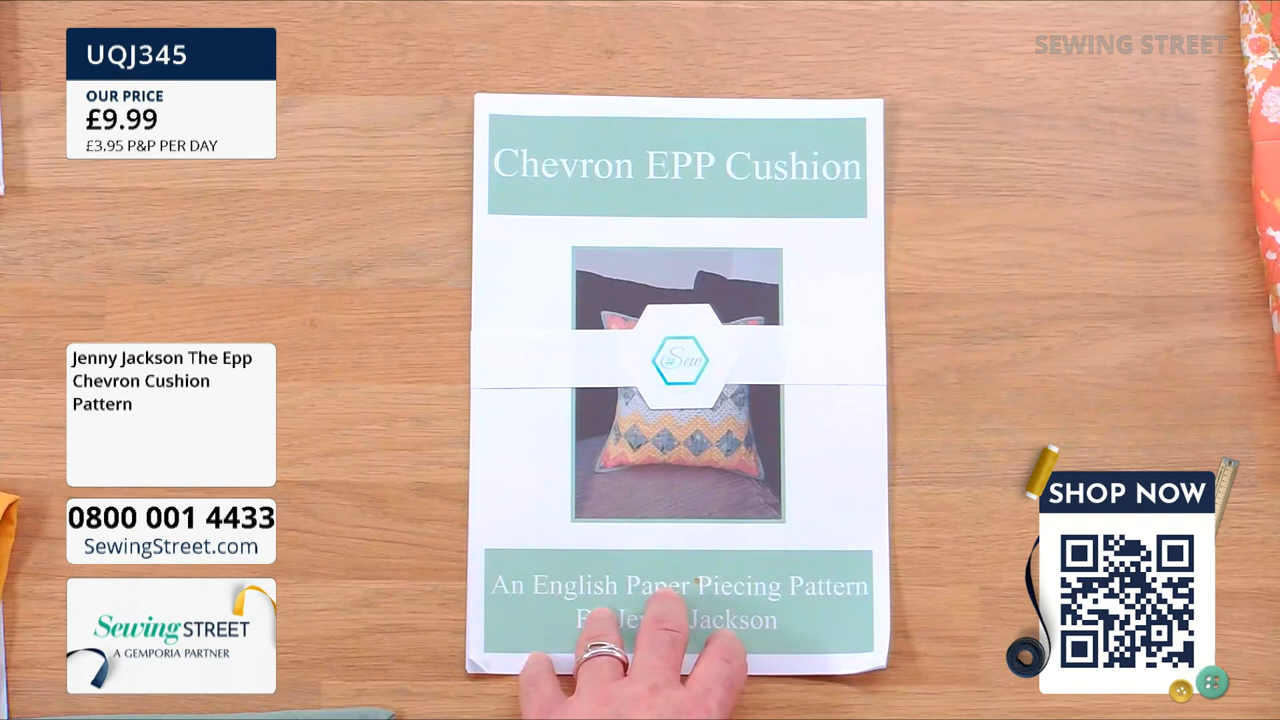 UQJ345
OUR PRICE
£9.99
£3.95 P&P PER DAY
SEWING STREET
Chevron EPP Cushion
#Sew
Jenny Jackson The Epp
Chevron Cushion
Pattern
0800 001 4433
SewingStreet.com
Sewing STREET
A GEMPORIA PARTNER
An English Paper Piecing Pattern
Jackson
SHOP NOW